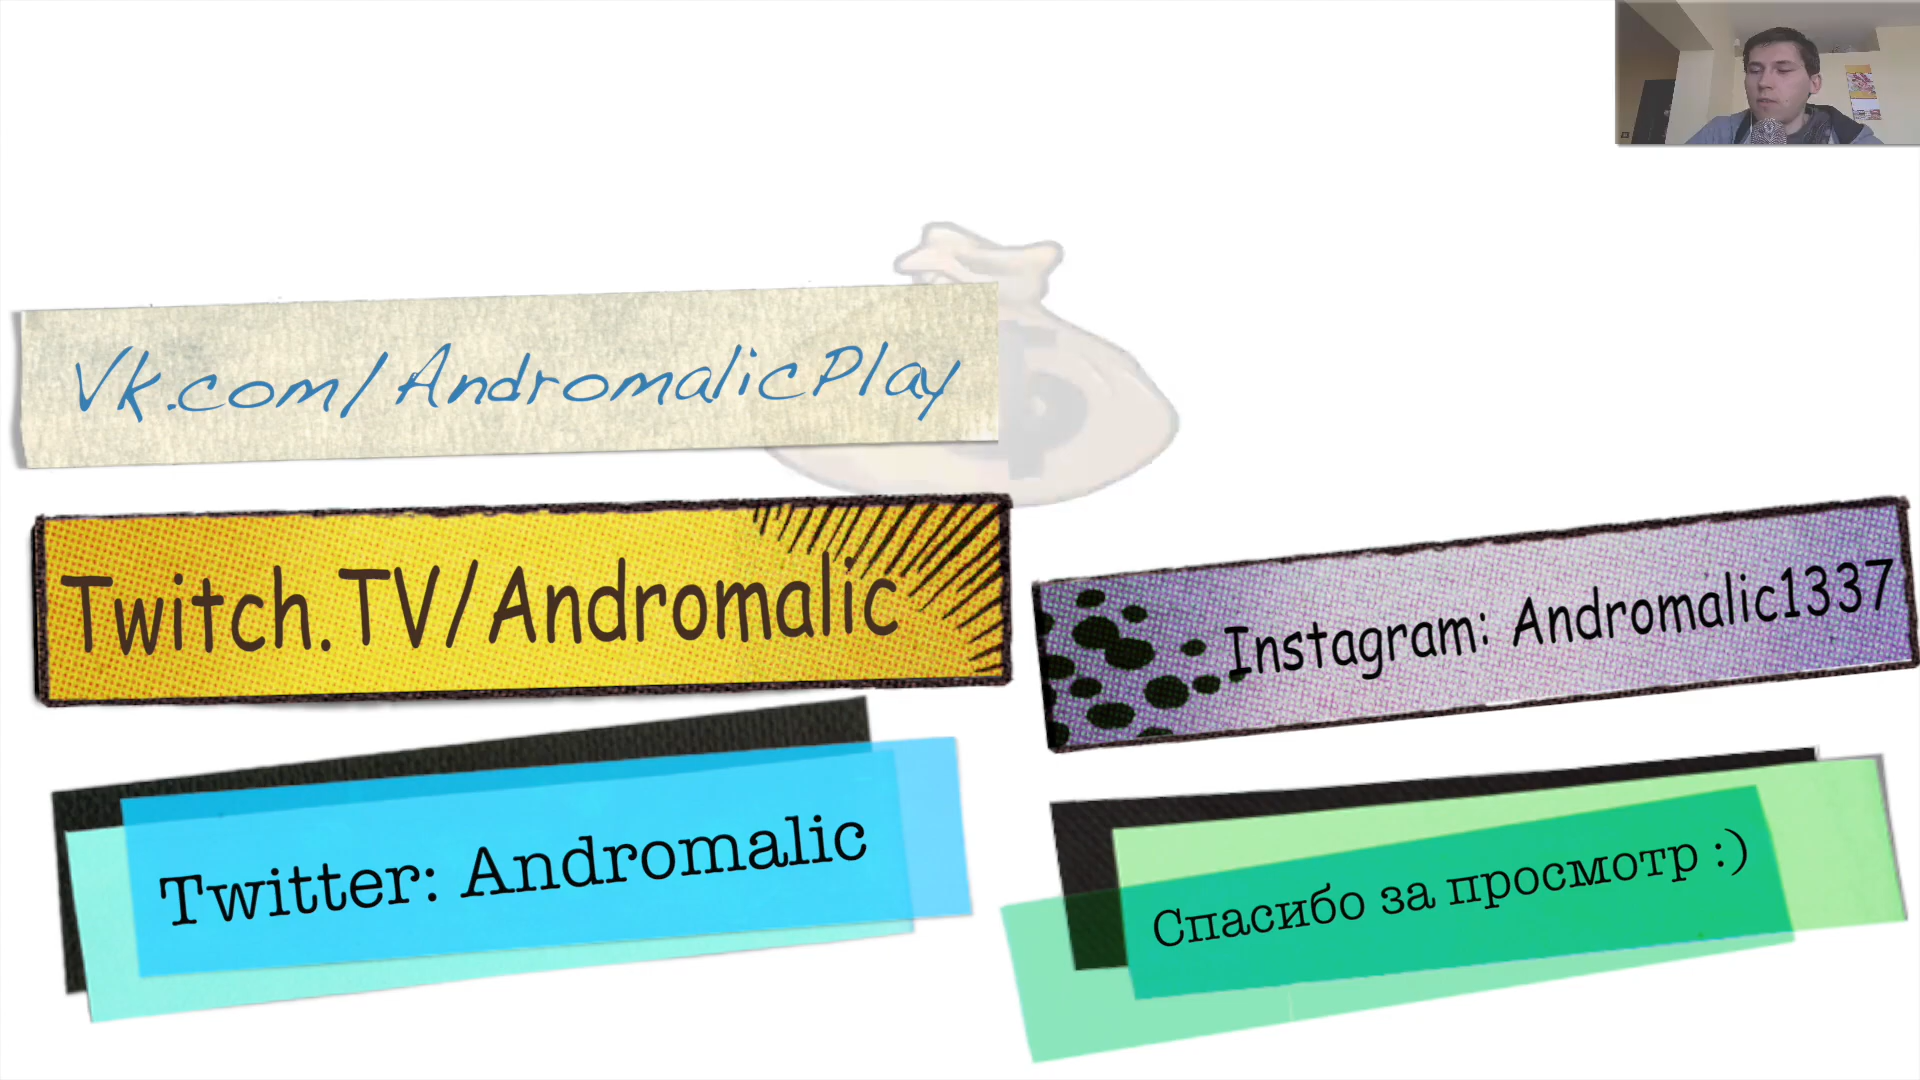 Vk.com/AndromalicPlay
Twitch.TV/Andromalic
Instagram: Andromalic1337
Twitter: Andromalic
Спасибо за просмотр :)